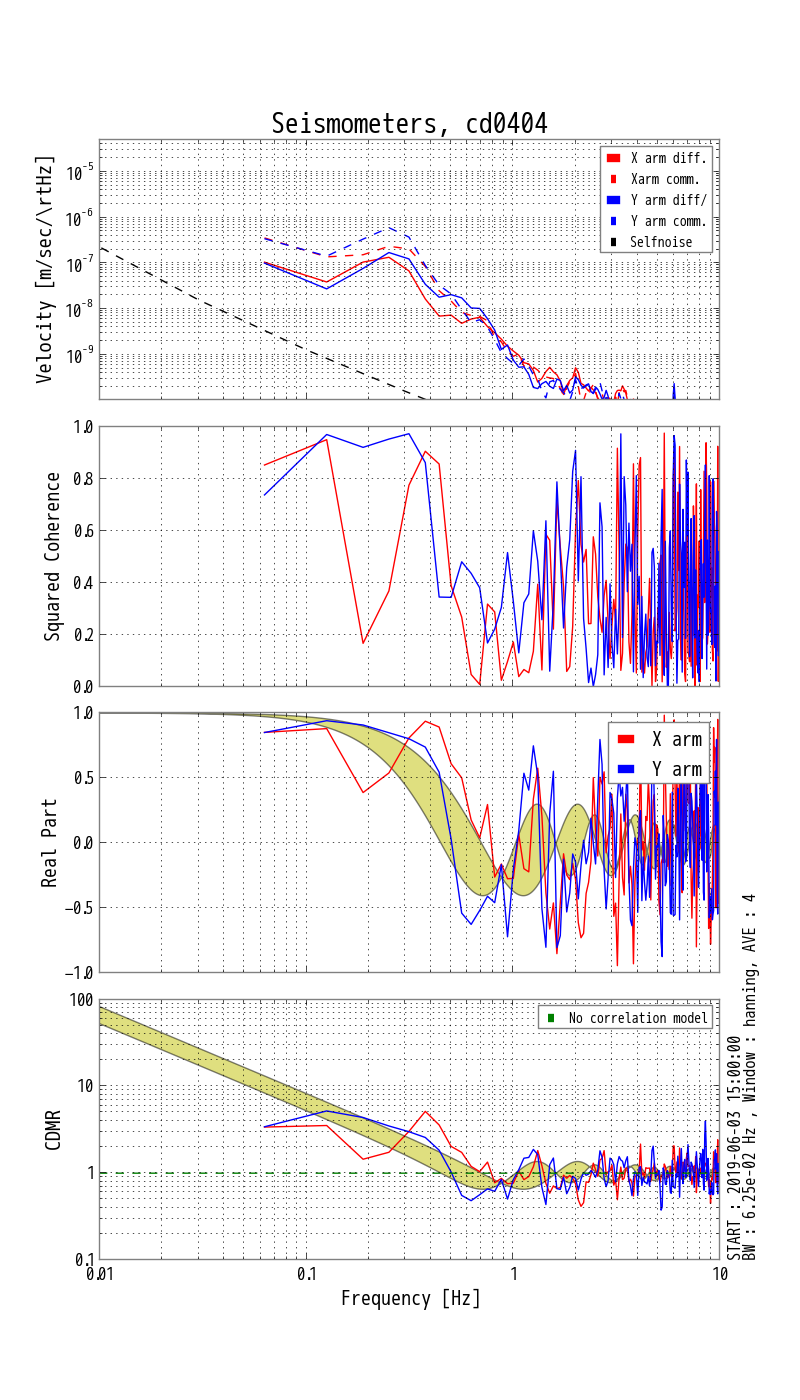 Seismometers, cd0404
Velocity [m/sec/\rtHz]
10^-5
10^-6
10^-7
10^-8
10^-9
X arm diff.
Xarm comm.
Y arm diff/
Y arm comm.
Selfnoise
Squared Coherence
1.0
0.8
0.6
0.4
0.2
0.0
Real Part
1.0
0.5
0.0
−0.5
−1.0
X arm
Y arm
CDMR
100
10
1
0.1
No correlation model
0.01
0.1
1
10
Frequency [Hz]
START : 2019-06-03 15:00:00
BW : 6.25e-02 Hz , Window : hanning, AVE : 4